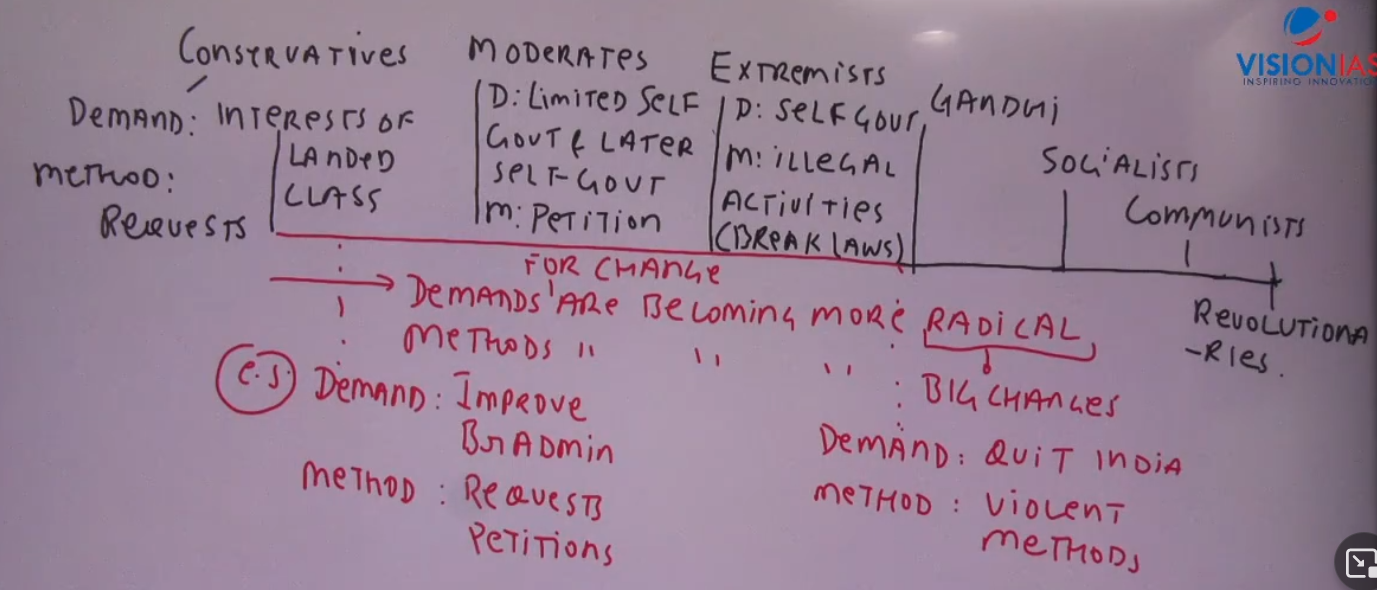 CONSTRVATIVES
DEMAND: INTERESTS OF
LANDED
CLASS
METHOD:
REQUESTS
MODERATES
D: LIMITED SELF
GOVT & LATER
SELF GOVT
M: PETITION
EXTREMISTS
D: SELF GOVT
M: ILLEGAL
ACTIVITIES
(BREAK LAWS)
GANDHI
SOCIALISTS
COMMUNISTS
REVOLUTIONA
-RIES.
FOR CHANGE
DEMANDS ARE BECOMING MORE RADICAL
METHODS " " "
: BIG CHANGES
e.g. DEMAND: IMPROVE
Br ADMIN
METHOD: REQUESTS
PETITIONS
DEMAND: QUIT INDIA
METHOD: VIOLENT
METHODS
VISIONIAS
INSPIRING INNOVATION